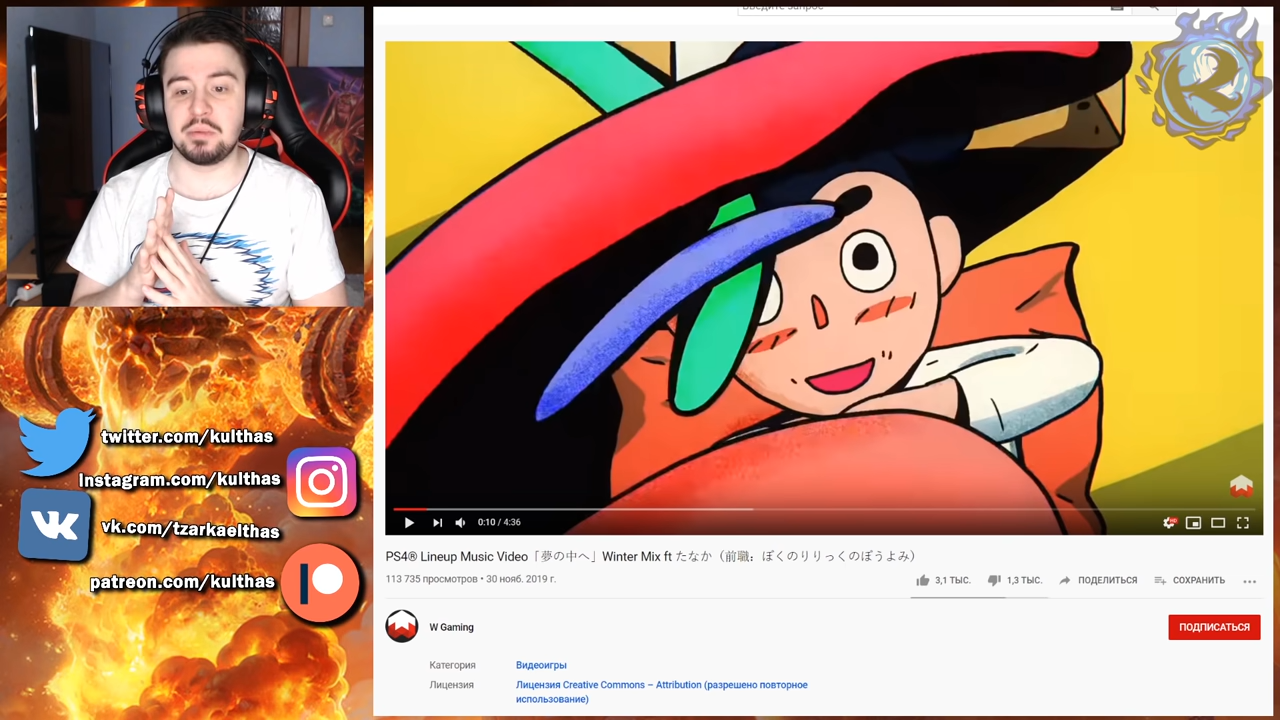 Введите запрос
0:10 / 4:36
PS4® Lineup Music Video「夢の中へ」Winter Mix ft たなか（前職：ぼくのりりっくのぼうよみ）
113 735 просмотров • 30 нояб. 2019 г.
3,1 ТЫС.
1,3 ТЫС.
ПОДЕЛИТЬСЯ
СОХРАНИТЬ
W Gaming
ПОДПИСАТЬСЯ
Категория
Видеоигры
Лицензия
Лицензия Creative Commons – Attribution (разрешено повторное
использование)
twitter.com/kulthas
Instagram.com/kulthas
vk.com/tzarkaelthas
patreon.com/kulthas